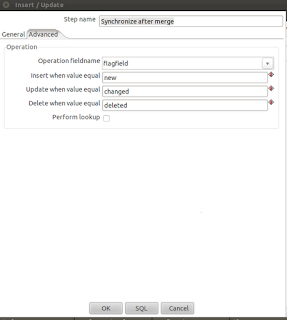 Insert / Update
Step name Synchronize after merge
General Advanced
Operation
Operation fieldname flagfield
Insert when value equal new
Update when value equal changed
Delete when value equal deleted
Perform lookup
OK SQL Cancel